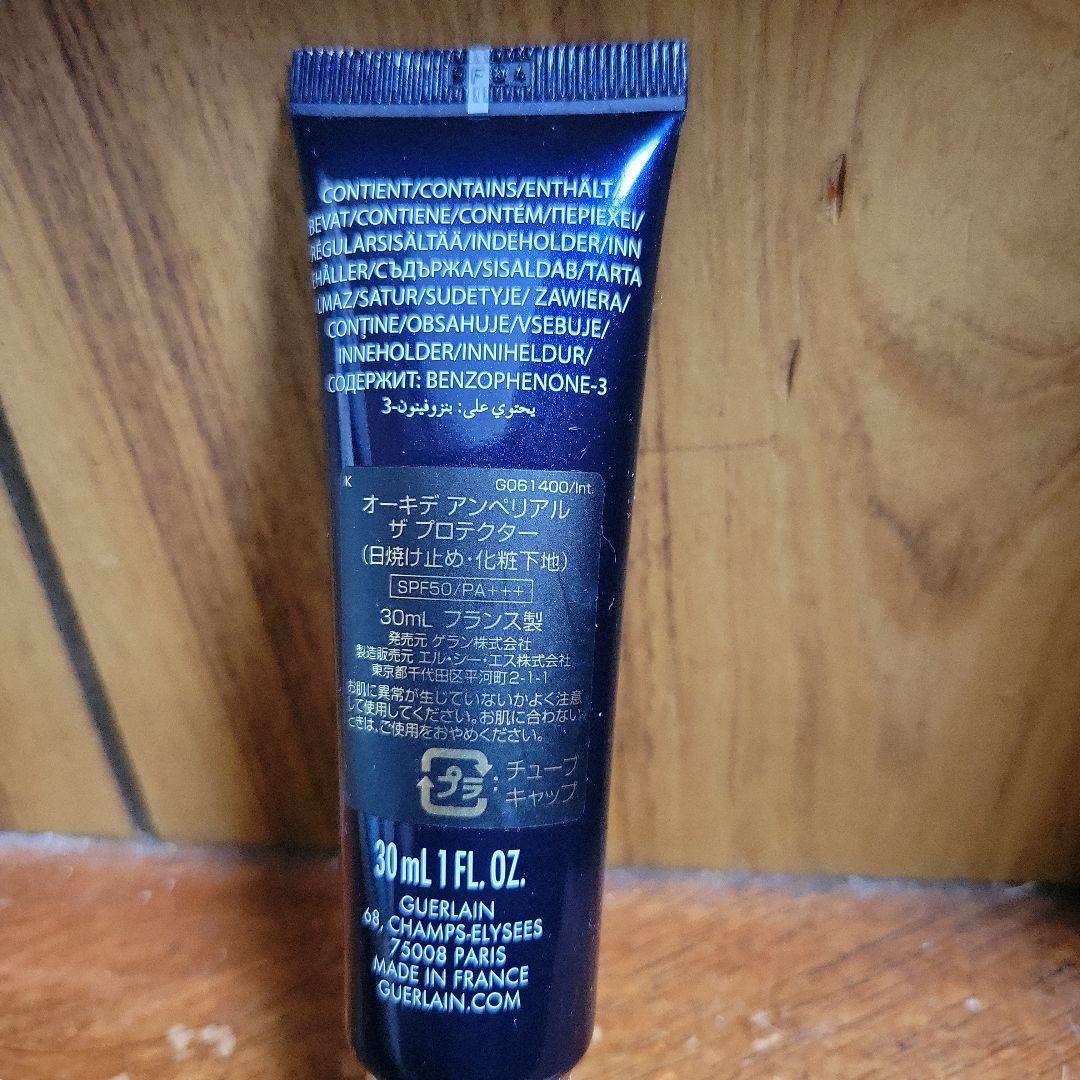 CONTIENT/CONTAINS/ENTHÄLT/
BEVAT/CONTIENE/CONTÉM/ΠΕΡΙΕΧΕΙ/
RÉGULARSISÄLTÄÄ/INDEHOLDER/INN
EHÅLLER/СЪДЪРЖА/SISALDAB/TARTA
LMAZ/SATUR/SUDETYJE/ ZAWIERA/
CONȚINE/OBSAHUJE/VSEBUJE/
INNEHOLDER/INNIHELDUR/
СОДЕРЖИТ: BENZOPHENONE-3
يحتوي على: بنزوفينون-3
K G061400/Int.
オーキデ アンペリアル
ザ プロテクター
(日焼け止め・化粧下地)
SPF50/PA+++
30mL フランス製
発売元 ゲラン株式会社
製造販売元 エル・シー・エス株式会社
東京都千代田区平河町2-1-1
お肌に異常が生じていないかよく注意
して使用してください。お肌に合わない
ときは、ご使用をおやめください。
プラ : チューブ
キャップ
30 mL 1 FL. OZ.
GUERLAIN
68, CHAMPS-ELYSEES
75008 PARIS
MADE IN FRANCE
GUERLAIN.COM